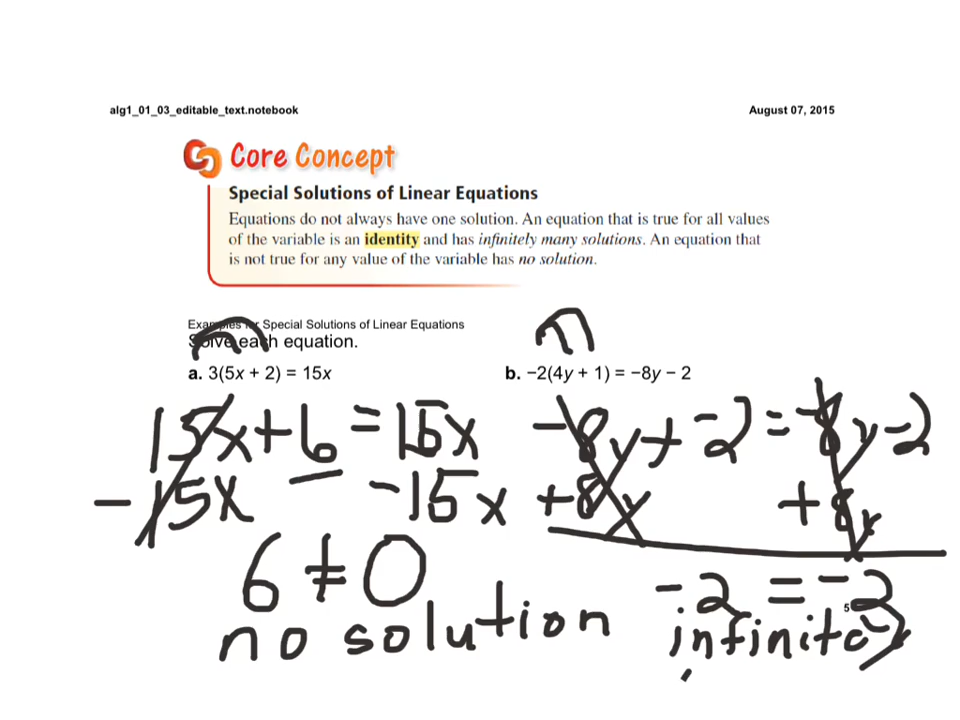 alg1_01_03_editable_text.notebook August 07, 2015
Core Concept
Special Solutions of Linear Equations
Equations do not always have one solution. An equation that is true for all values
of the variable is an identity and has infinitely many solutions. An equation that
is not true for any value of the variable has no solution.
Examples for Special Solutions of Linear Equations
Solve each equation.
a. 3(5x + 2) = 15x b. −2(4y + 1) = −8y − 2
15x + 6 = 15x −8y + −2 = −8y − 2
− 15x − 15x + 8y + 8y
6 ≠ 0
-2 = -2
no solution infinite
5